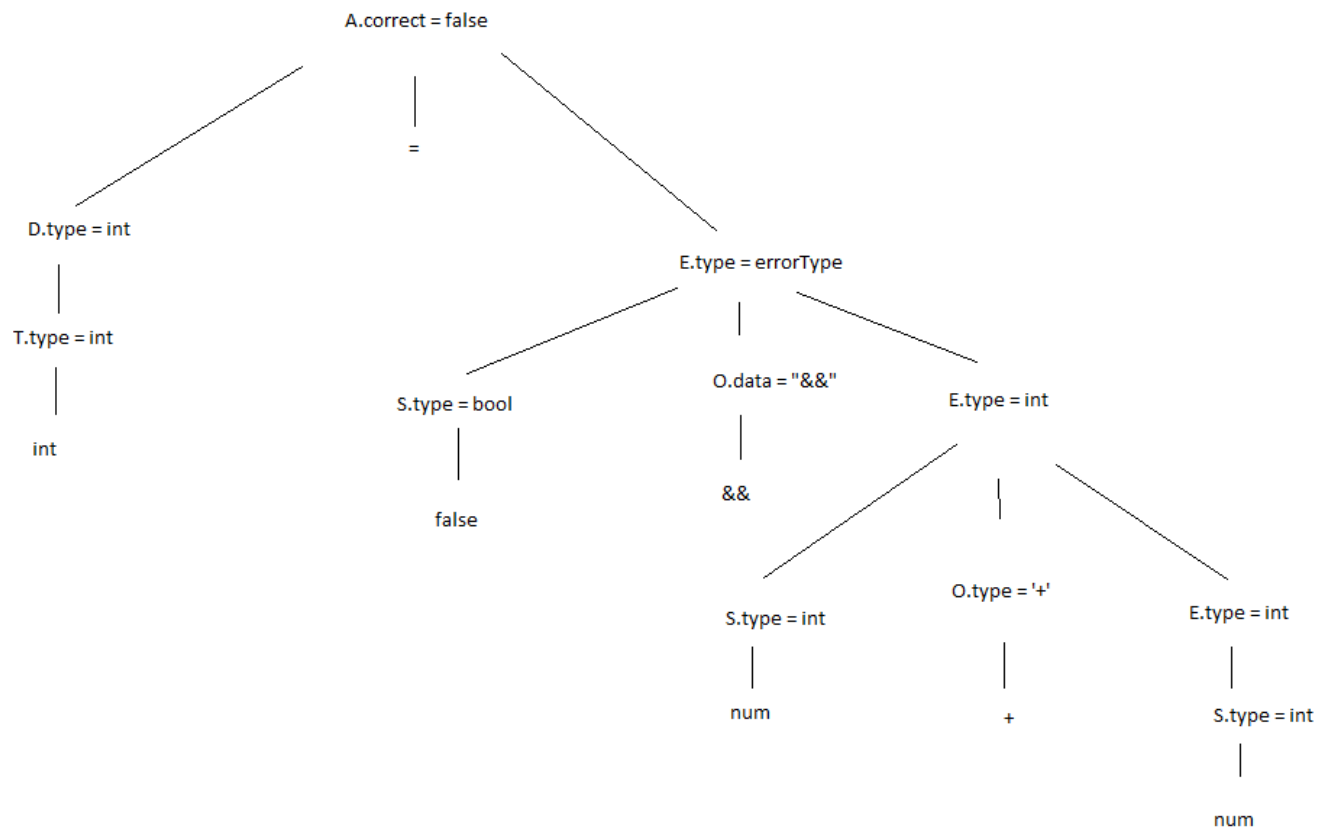 A.correct = false
=
D.type = int
E.type = errorType
T.type = int
O.data = "&&"
S.type = bool
E.type = int
int
&&
false
O.type = '+'
S.type = int
E.type = int
num
+
S.type = int
num